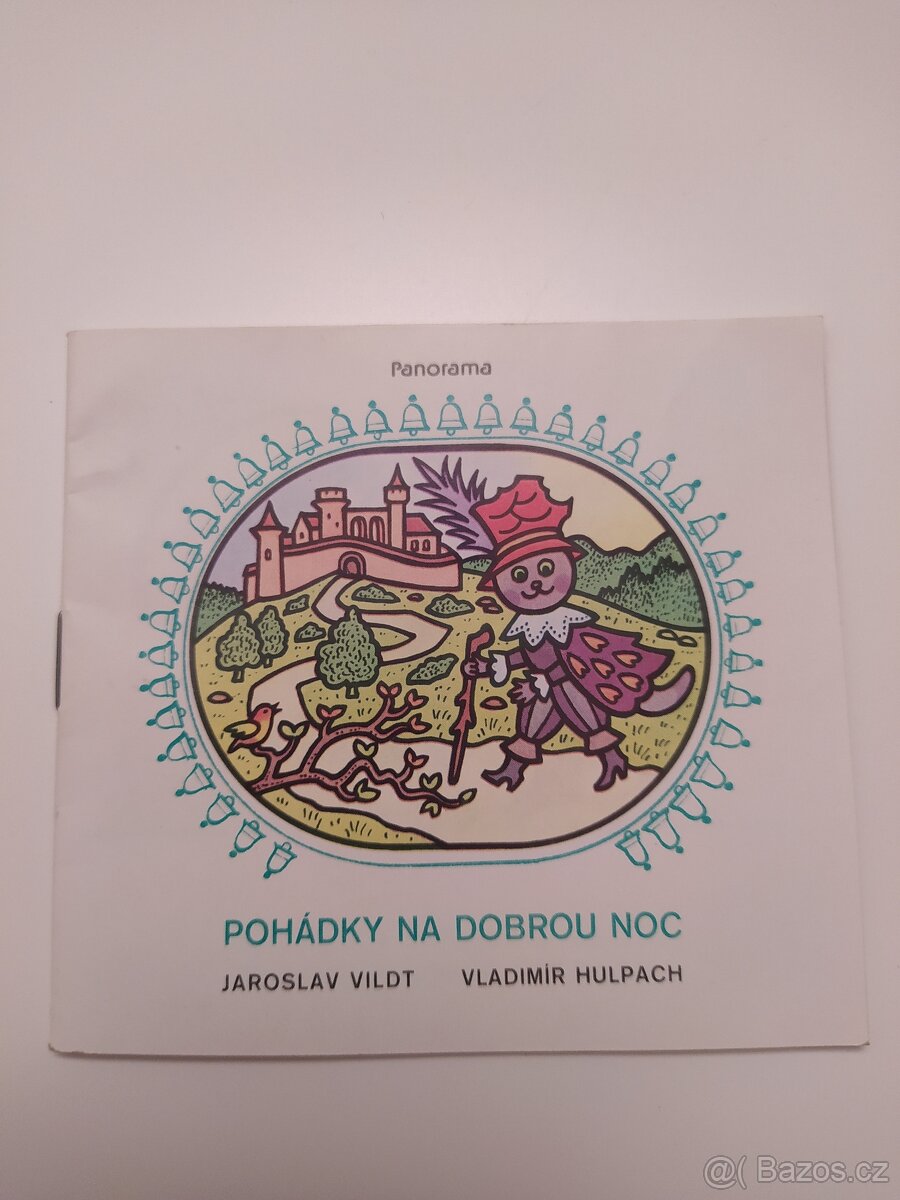 Panorama
POHÁDKY NA DOBROU NOC
JAROSLAV VILDT VLADIMÍR HULPACH
@( Bazos.cz